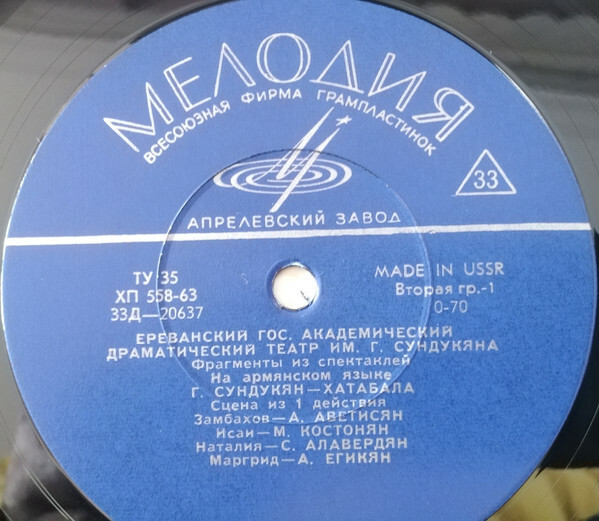 МЕЛОДИЯ
ВСЕСОЮЗНАЯ ФИРМА ГРАМПЛАСТИНОК
33
АПРЕЛЕВСКИЙ ЗАВОД
ТУ-35
ХП 558-63
33Д—20637
MADE IN USSR
Вторая гр.-1
0-70
ЕРЕВАНСКИЙ ГОС. АКАДЕМИЧЕСКИЙ
ДРАМАТИЧЕСКИЙ ТЕАТР ИМ. Г. СУНДУКЯНА
Фрагменты из спектаклей
На армянском языке
Г. СУНДУКЯН—ХАТАБАЛА
Сцена из 1 действия
Замбахов—А. АВЕТИСЯН
Исаи—М. КОСТОНЯН
Наталия—С. АЛАВЕРДЯН
Маргрид—А. ЕГИКЯН